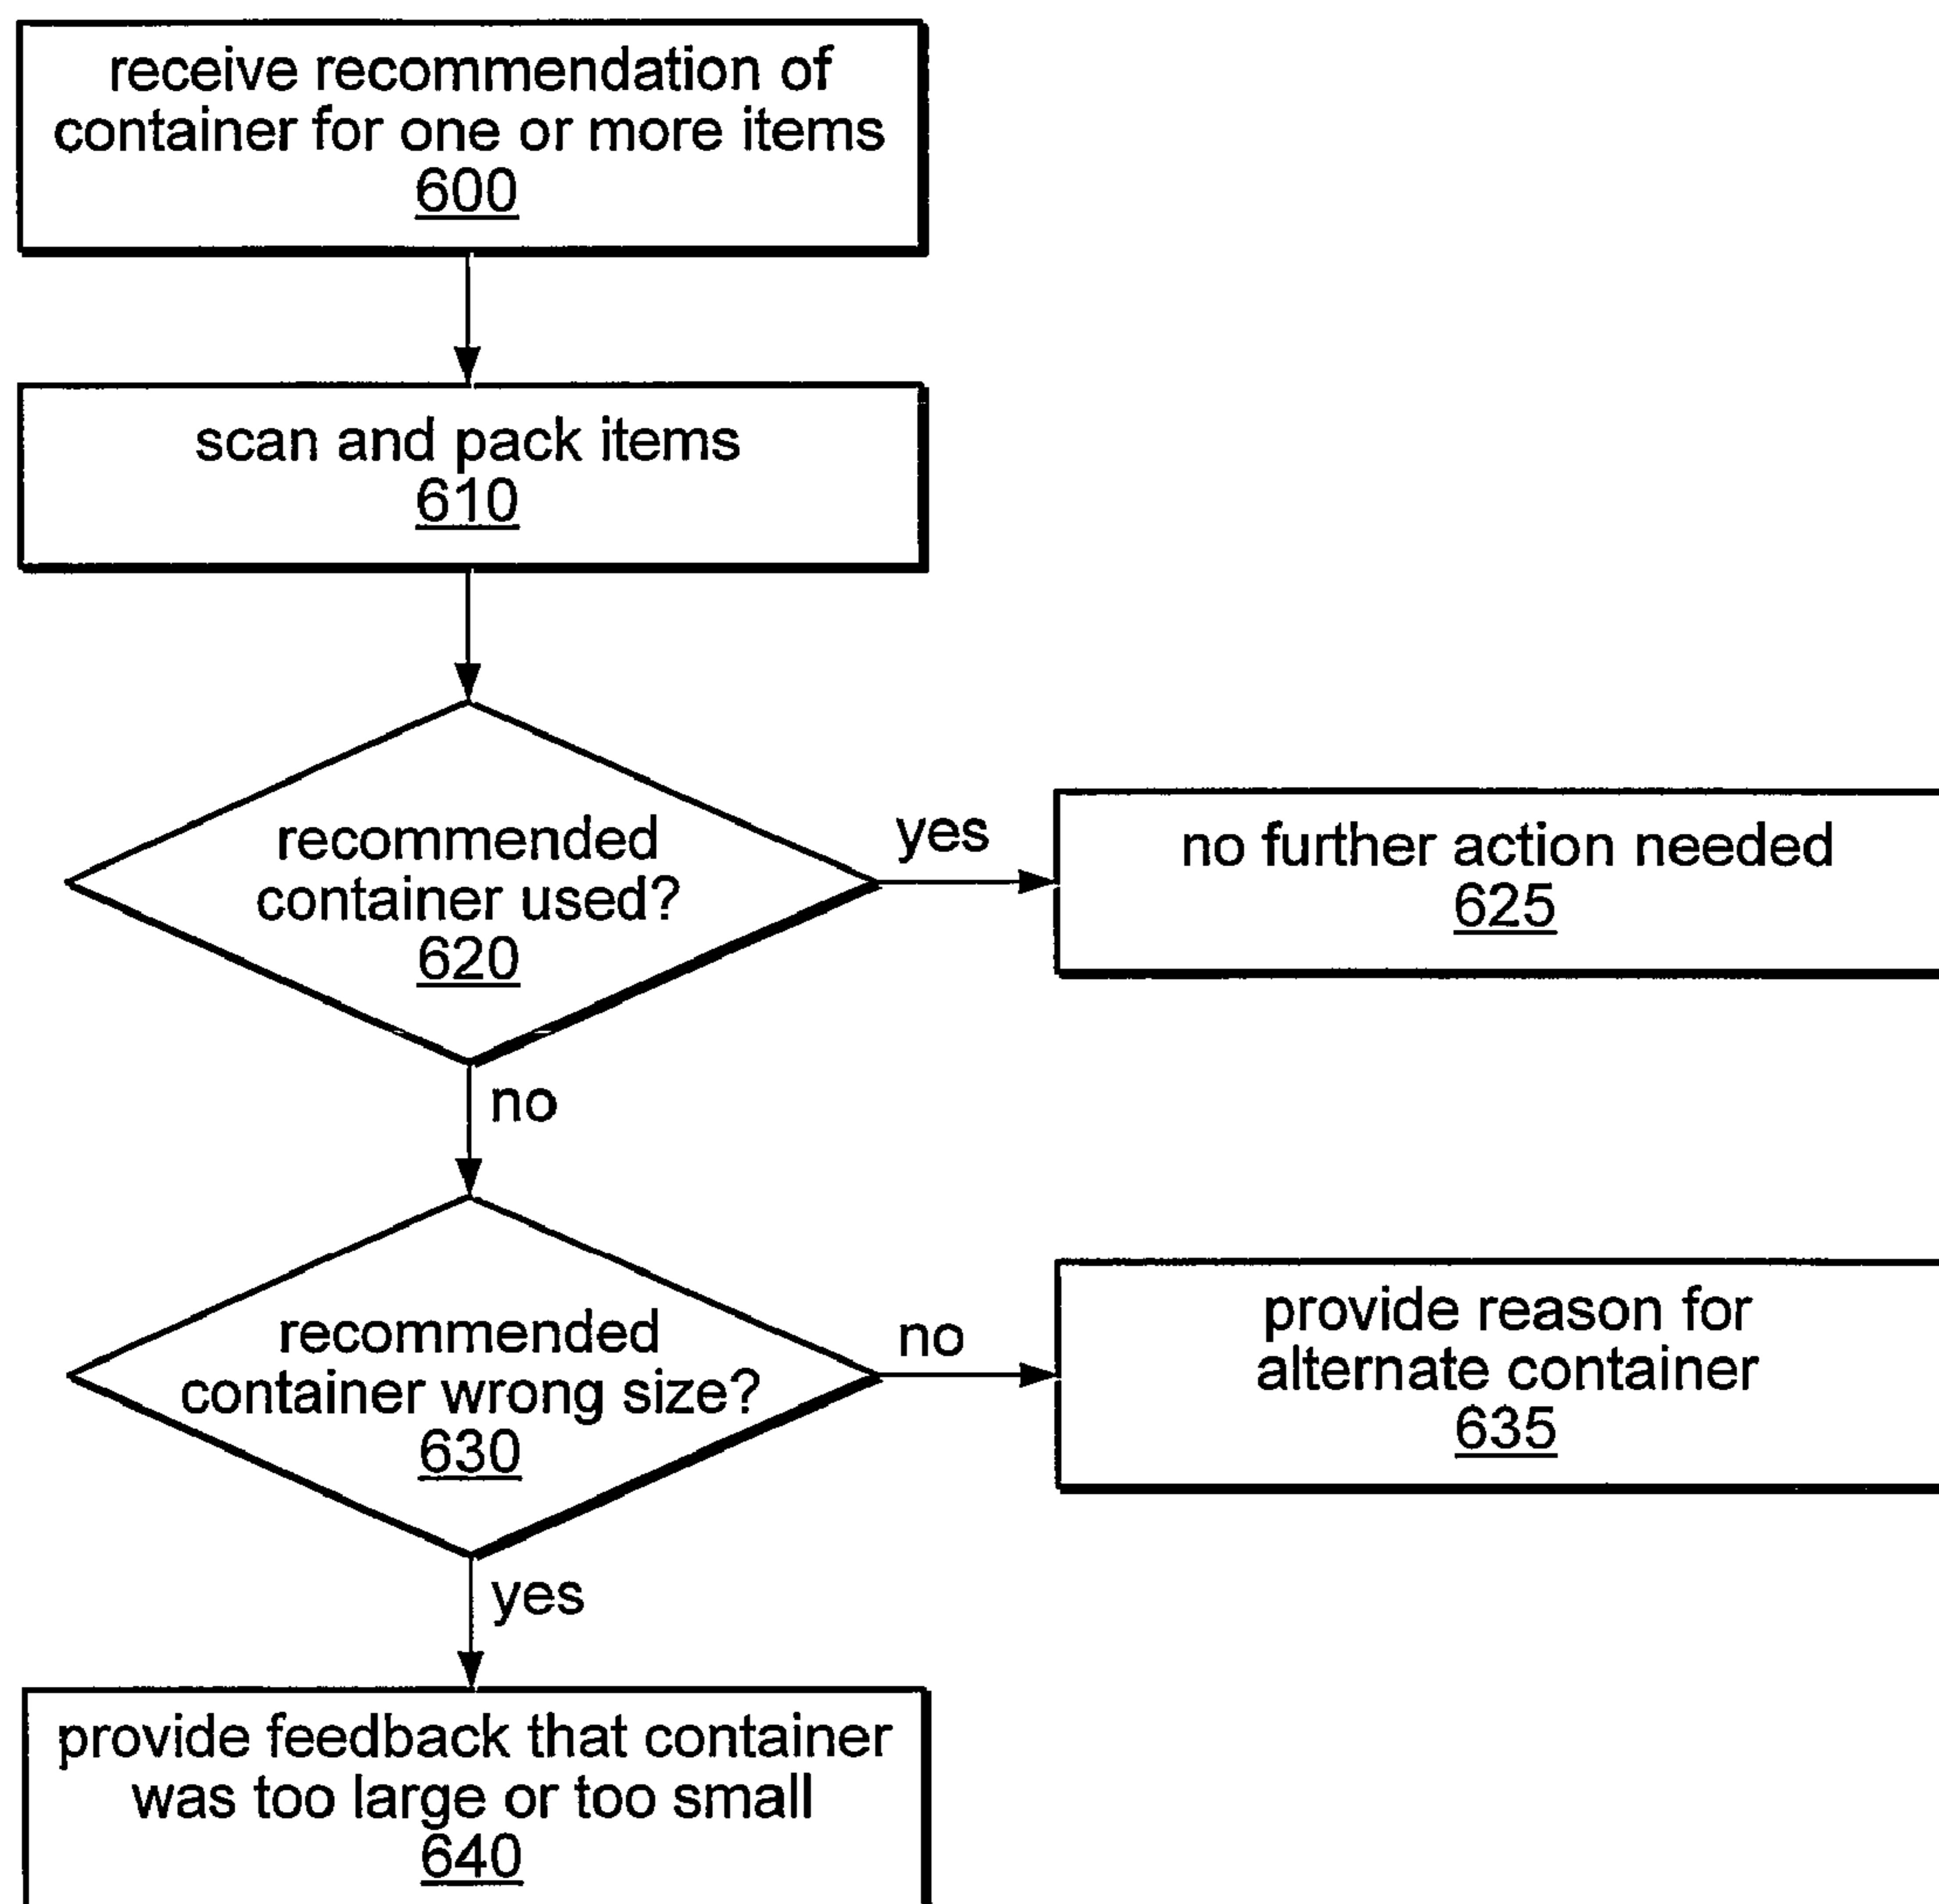 receive recommendation of
container for one or more items
600
scan and pack items
610
recommended
container used?
620
yes
no further action needed
625
no
recommended
container wrong size?
630
no
provide reason for
alternate container
635
yes
provide feedback that container
was too large or too small
640